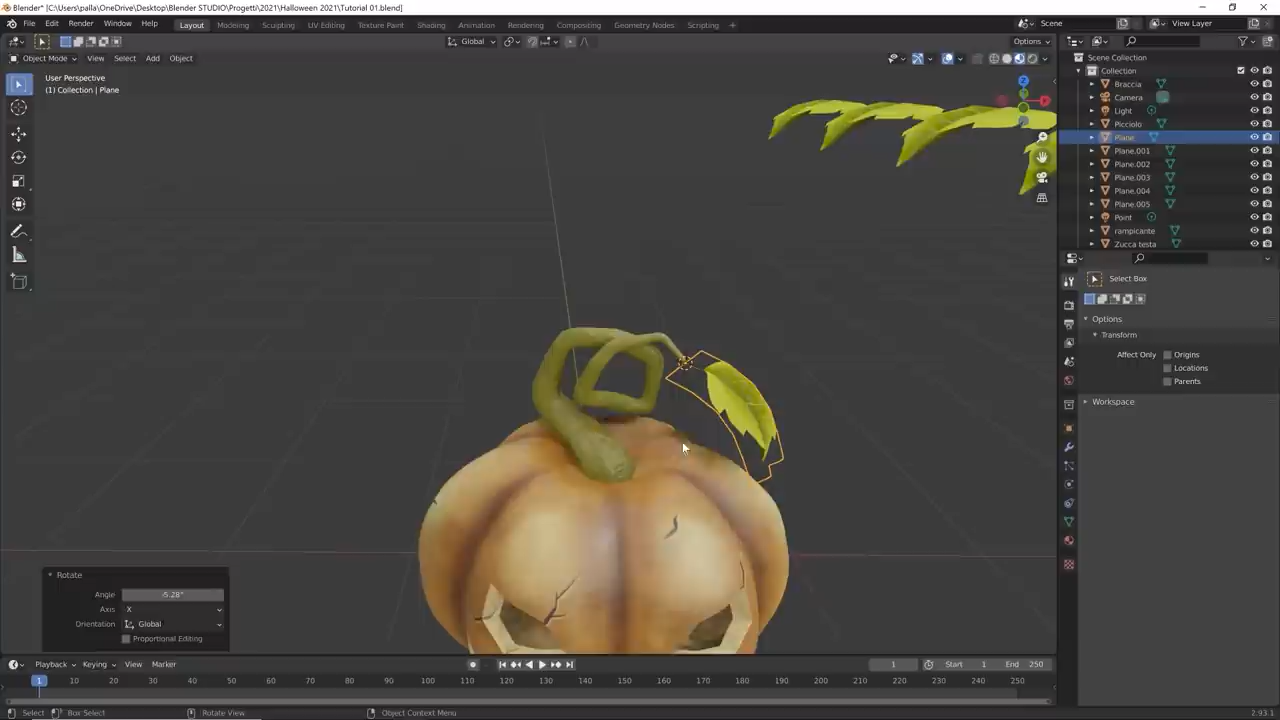 Blender* [C:\Users\palla\OneDrive\Desktop\Blender STUDIO\Progetti\2021\Halloween 2021\Tutorial 01.blend]
File Edit Render Window Help Layout Modeling Sculpting UV Editing Texture Paint Shading Animation Rendering Compositing Geometry Nodes Scripting Scene View Layer
Global Options
Object Mode View Select Add Object
User Perspective
(1) Collection | Plane
Scene Collection
Collection
Braccia
Camera
Light
Picciolo
Plane
Plane.001
Plane.002
Plane.003
Plane.004
Plane.005
Point
rampicante
Zucca testa
Select Box
Options
Transform
Affect Only Origins
Locations
Parents
Workspace
Rotate
Angle -5.28°
Axis X
Orientation Global
Proportional Editing
Playback Keying View Marker 1 Start 1 End 250
1 10 20 30 40 50 60 70 80 90 100 110 120 130 140 150 160 170 180 190 200 210 220 230 240 250
Select Box Select Rotate View Object Context Menu 2.93.1